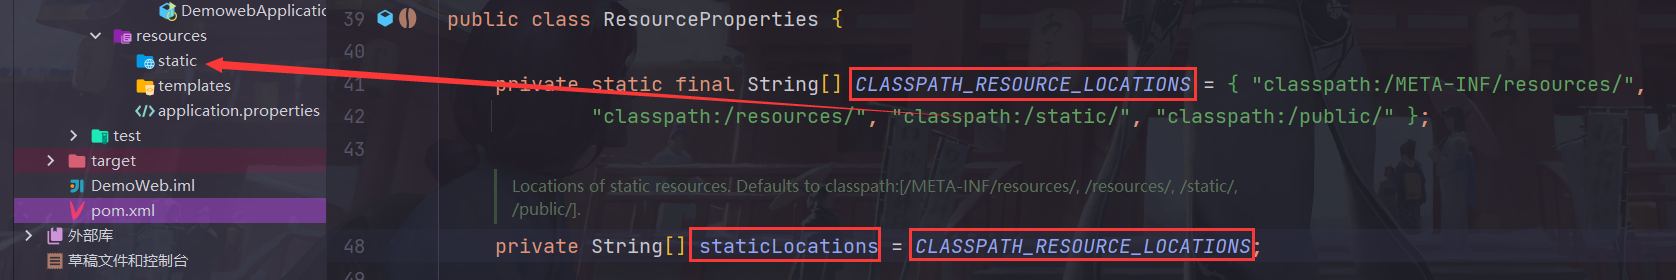 DemowebApplicatio
resources
static
templates
application.properties
test
target
DemoWeb.iml
pom.xml
外部库
草稿文件和控制台
39 public class ResourceProperties {
40
41 private static final String[] CLASSPATH_RESOURCE_LOCATIONS = { "classpath:/META-INF/resources/",
42 "classpath:/resources/", "classpath:/static/", "classpath:/public/" };
43
Locations of static resources. Defaults to classpath:[/META-INF/resources/, /resources/, /static/,
/public/].
48 private String[] staticLocations = CLASSPATH_RESOURCE_LOCATIONS;
49